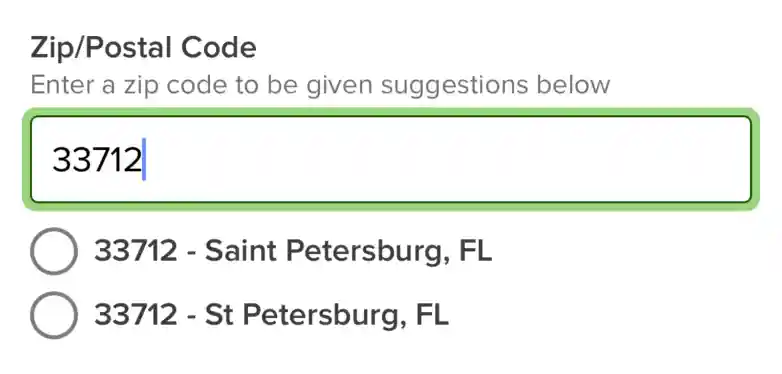 Zip/Postal Code
Enter a zip code to be given suggestions below
33712
33712 - Saint Petersburg, FL
33712 - St Petersburg, FL